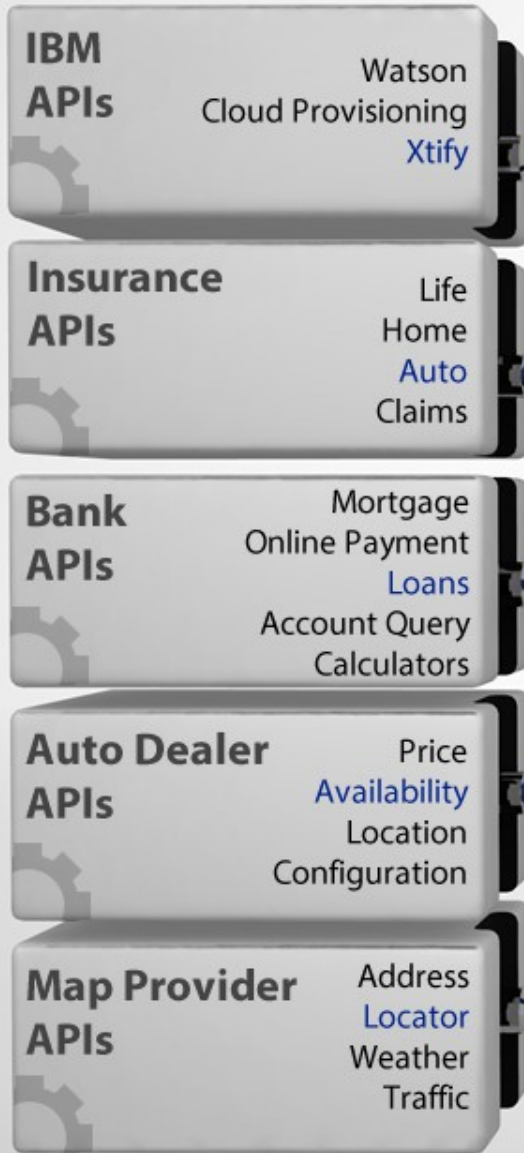 IBM
APIs
Watson
Cloud Provisioning
Xtify
Insurance
APIs
Life
Home
Auto
Claims
Bank
APIs
Mortgage
Online Payment
Loans
Account Query
Calculators
Auto Dealer
APIs
Price
Availability
Location
Configuration
Map Provider
APIs
Address
Locator
Weather
Traffic